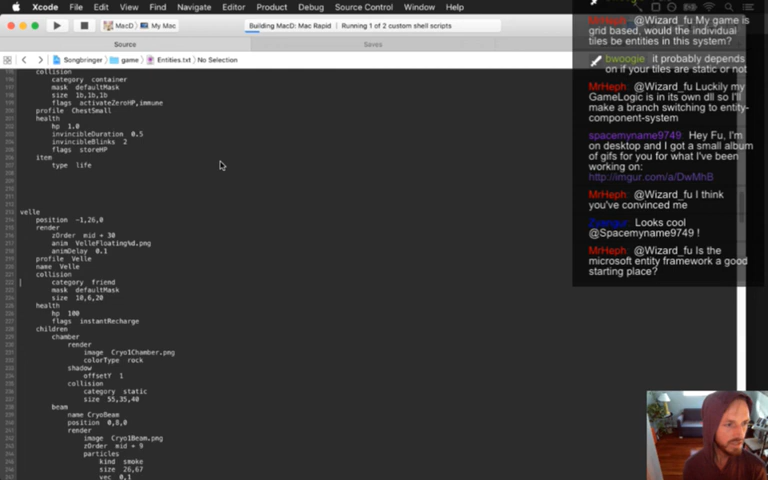 Xcode File Edit View Find Navigate Editor Product Debug Source Control Window Help
MacD My Mac
Building MacD: Mac Rapid Running 1 of 2 custom shell scripts
Source Saves
Songbringer game Entities.txt No Selection
collision
category container
mask defaultMask
size 1b,1b,1b
flags activateZeroHP,immune
profile ChestSmall
health
hp 1.0
invincibleDuration 0.5
invincibleBlinks 2
flags storeHP
item
type life
velle
position -1,26,0
render
zOrder mid + 30
anim VelleFloating%d.png
animDelay 0.1
profile Velle
name Velle
collision
category friend
mask defaultMask
size 10,6,20
health
hp 100
flags instantRecharge
children
chamber
render
image Cryo1Chamber.png
colorType rock
shadow
offsetY 1
collision
category static
size 55,35,40
beam
name CryoBeam
position 0,8,0
render
image Cryo1Beam.png
zOrder mid + 9
particles
kind smoke
size 26,67
vec 0,1
MrHeph: @Wizard_fu My game is
grid based, would the individual
tiles be entities in this system?
bwoogie: it probably depends
on if your tiles are static or not
MrHeph: @Wizard_fu Luckily my
GameLogic is in its own dll so I'll
make a branch switching to entity-
component-system
spacemyname9749: Hey Fu, I'm
on desktop and I got a small album
of gifs for you for what I've been
working on:
http://imgur.com/a/DwMhB
MrHeph: @Wizard_fu I think
you've convinced me
Looks cool
@Spacemyname9749 !
MrHeph: @Wizard_fu Is the
microsoft entity framework a good
starting place?